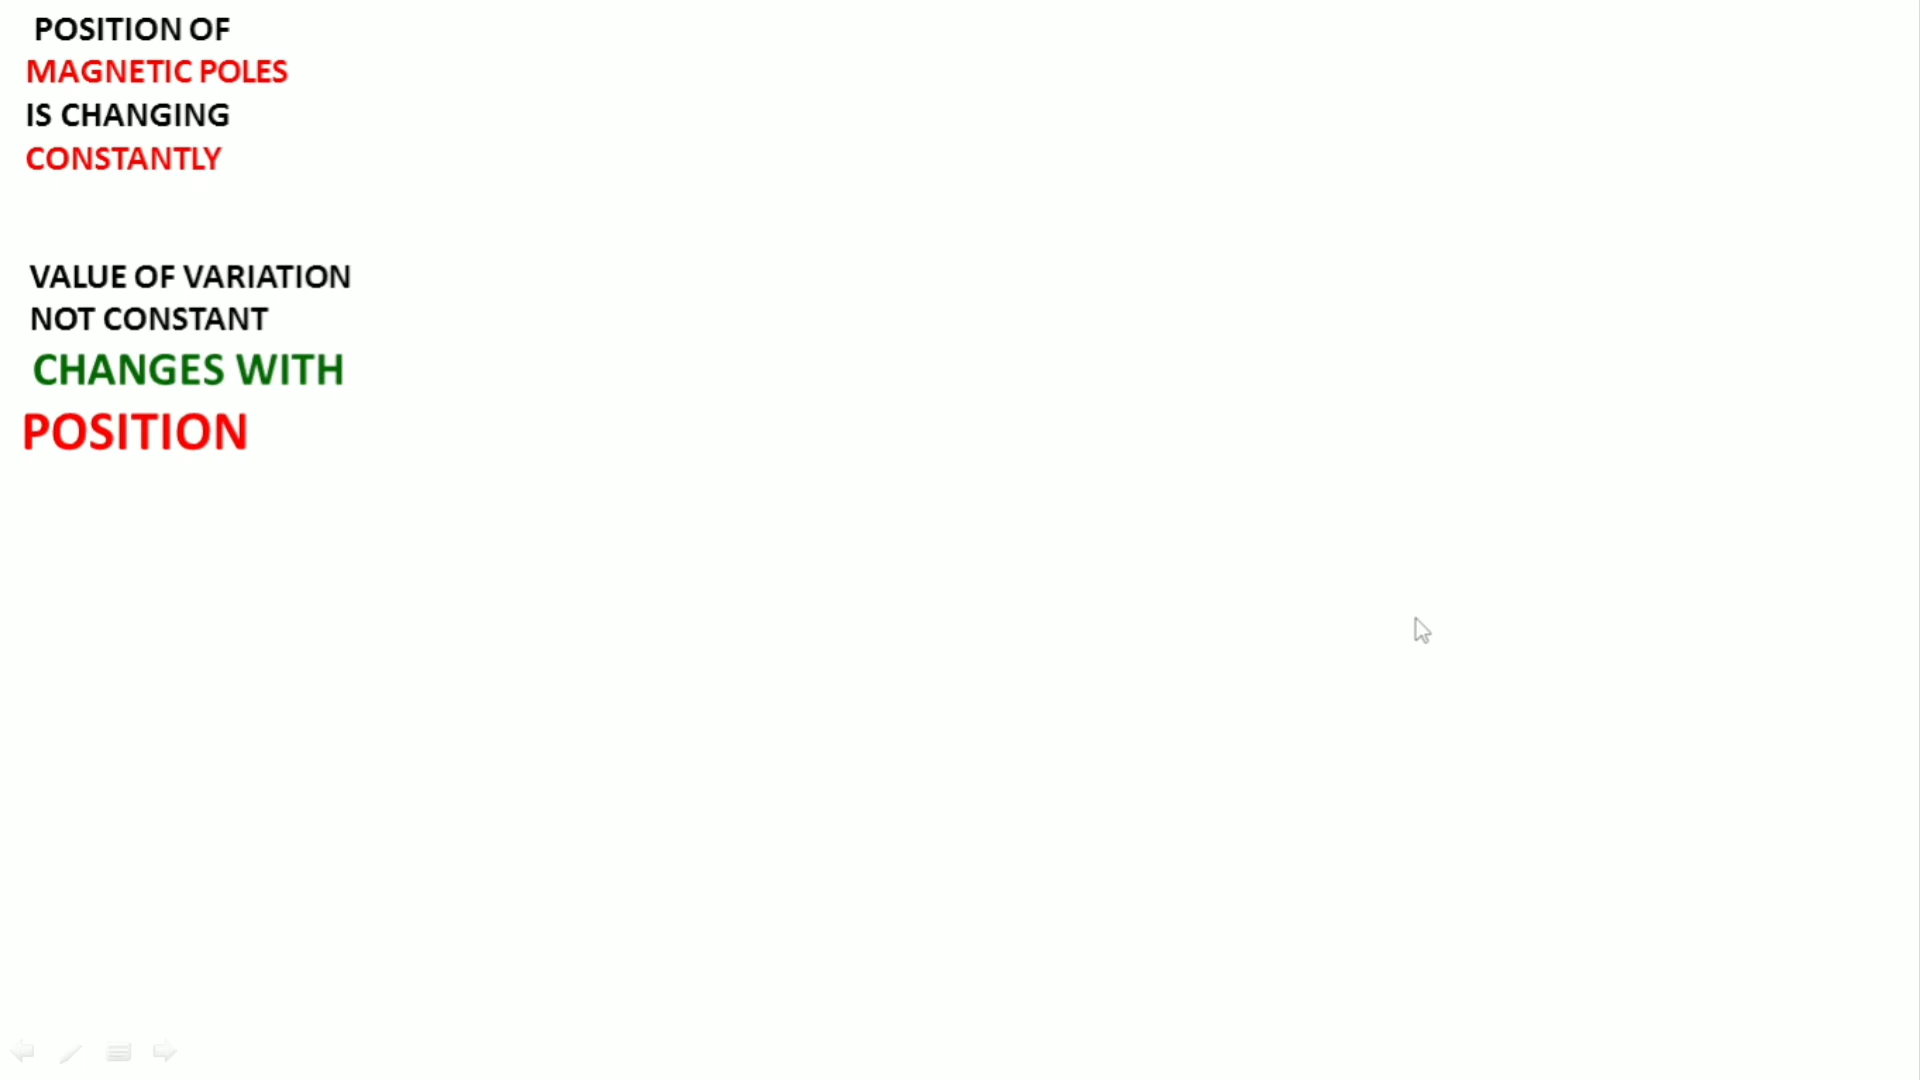 POSITION OF
MAGNETIC POLES
IS CHANGING
CONSTANTLY
VALUE OF VARIATION
NOT CONSTANT
CHANGES WITH
POSITION